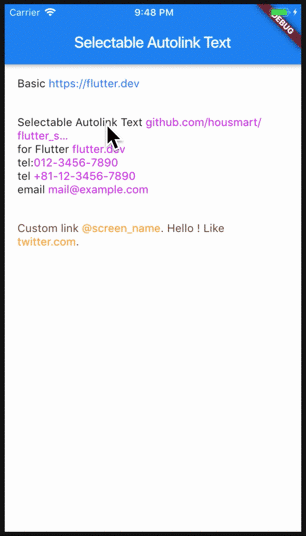 Carrier 9:48 PM
DEBUG
Selectable Autolink Text
Basic https://flutter.dev
Selectable Autolink Text github.com/housmart/
flutter_s...
for Flutter flutter.dev
tel:012-3456-7890
tel +81-12-3456-7890
email mail@example.com
Custom link @screen_name. Hello ! Like
twitter.com.